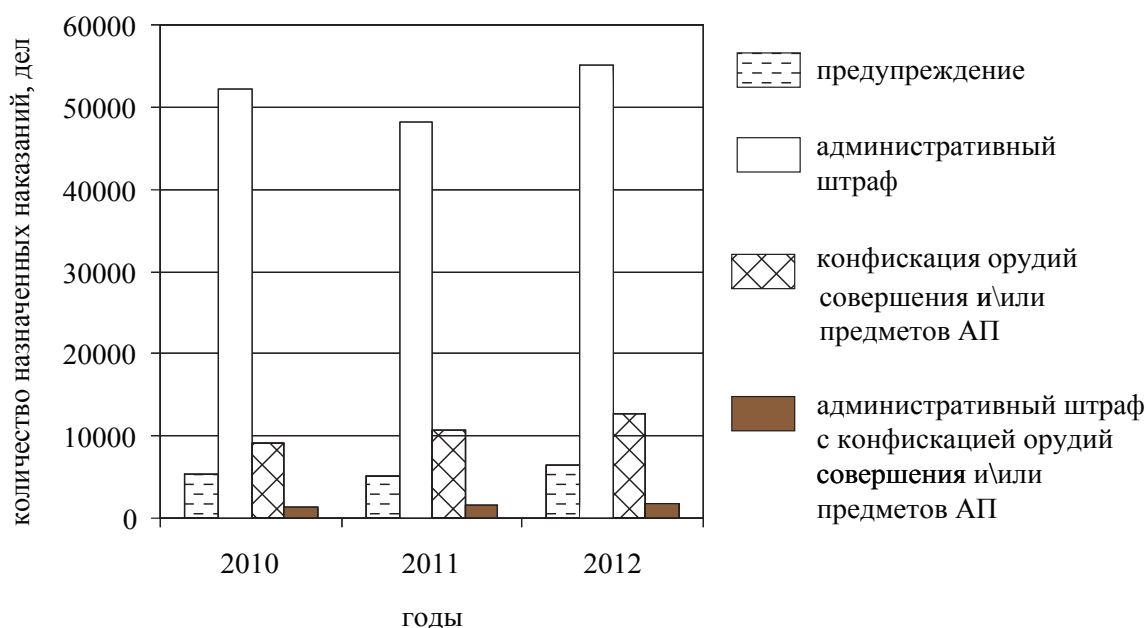 количество назначенных наказаний, дел
60000
50000
40000
30000
20000
10000
0
2010 2011 2012
годы
предупреждение
административный
штраф
конфискация орудий
совершения и\или
предметов АП
административный штраф
с конфискацией орудий
совершения и\или
предметов АП